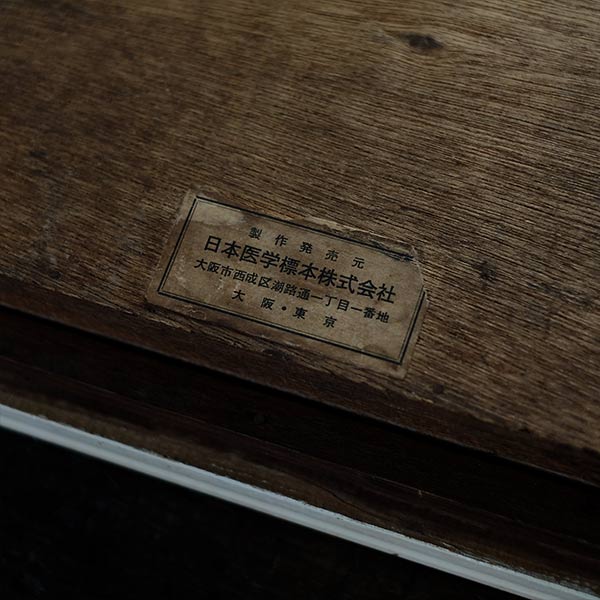 製作発売元
日本医学標本株式会社
大阪市西成区潮路通一丁目一番地
大阪・東京